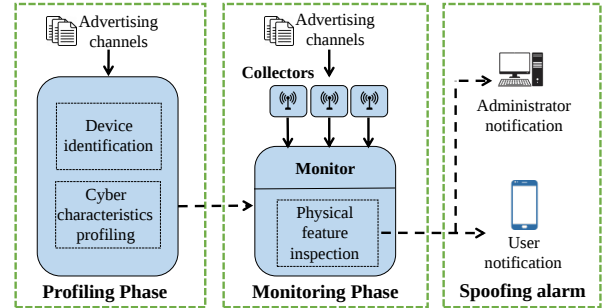 Advertising
channels
Device
identification
Cyber
characteristics
profiling
Profiling Phase
Advertising
channels
Collectors
Monitor
Physical
feature
inspection
Monitoring Phase
Administrator
notification
User
notification
Spoofing alarm